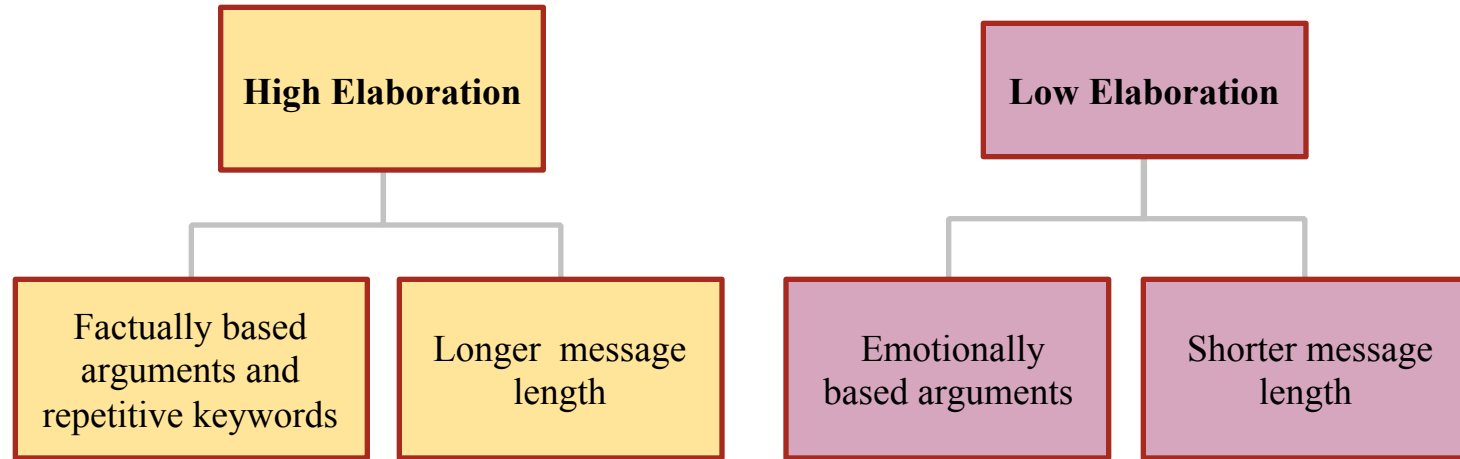 High Elaboration
Low Elaboration
Factually based
arguments and
repetitive keywords
Longer message
length
Emotionally
based arguments
Shorter message
length